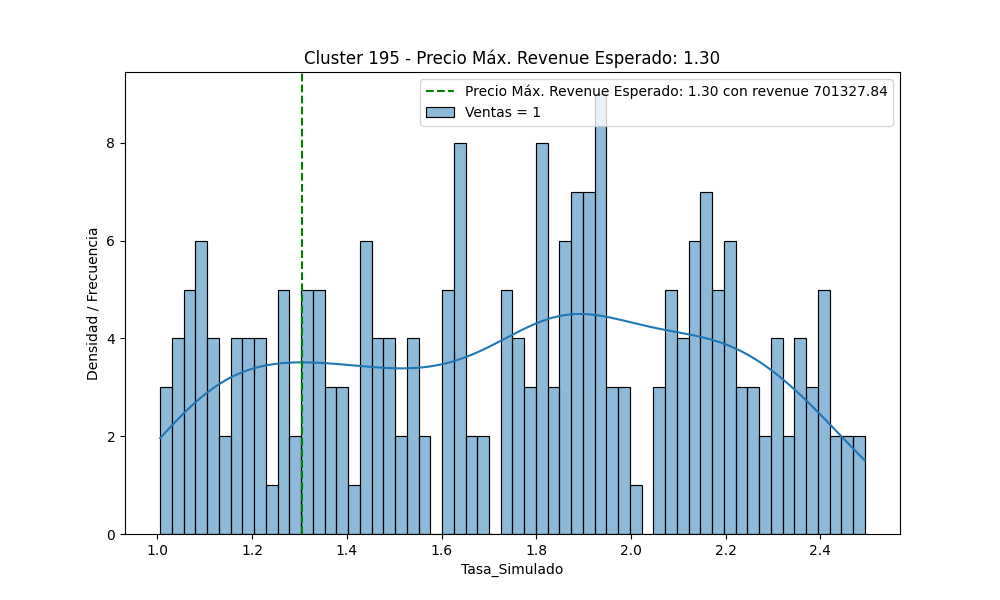 Cluster 195 - Precio Máx. Revenue Esperado: 1.30
Precio Máx. Revenue Esperado: 1.30 con revenue 701327.84
Ventas = 1
Densidad / Frecuencia
8
6
4
2
0
1.0 1.2 1.4 1.6 1.8 2.0 2.2 2.4
Tasa_Simulado